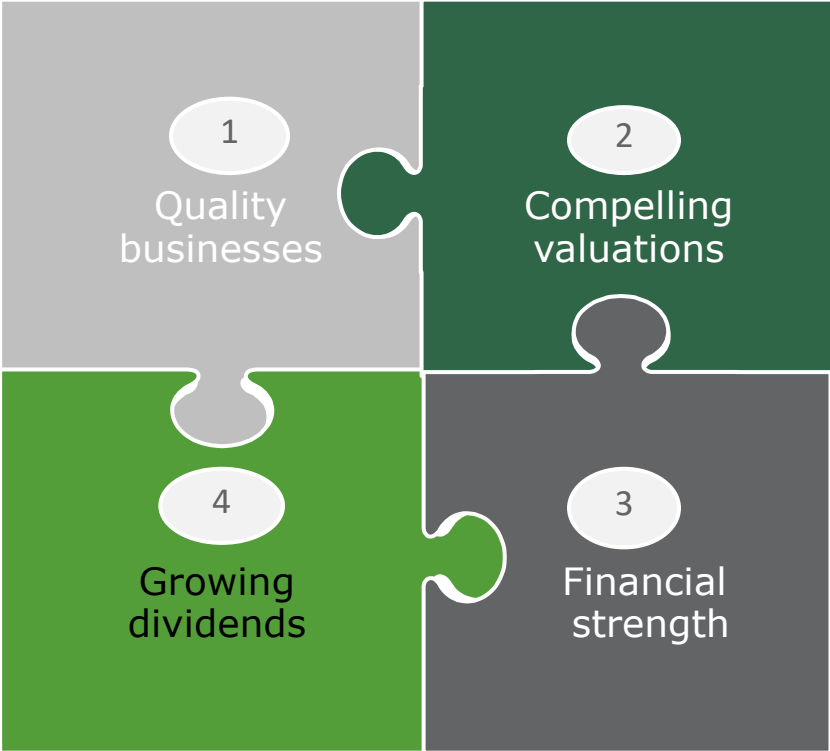 1
Quality
businesses
2
Compelling
valuations
4
Growing
dividends
3
Financial
strength